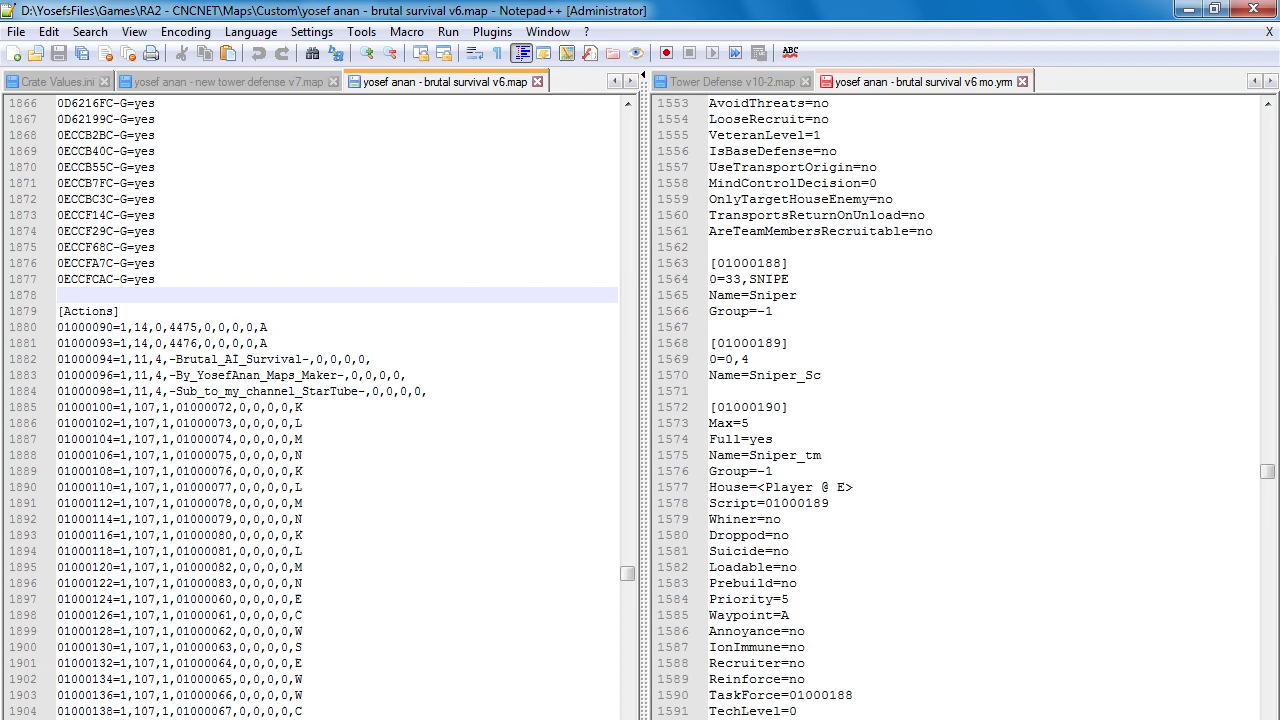 D:\YosefsFiles\Games\RA2 - CNCNET\Maps\Custom\yosef anan - brutal survival v6.map - Notepad++ [Administrator]
File Edit Search View Encoding Language Settings Tools Macro Run Plugins Window ? X
ABC
Crate Values.ini yosef anan - new tower defense v7.map yosef anan - brutal survival v6.map
1866 0D6216FC-G=yes
1867 0D62199C-G=yes
1868 0ECCB2BC-G=yes
1869 0ECCB40C-G=yes
1870 0ECCB55C-G=yes
1871 0ECCB7FC-G=yes
1872 0ECCBC3C-G=yes
1873 0ECCF14C-G=yes
1874 0ECCF29C-G=yes
1875 0ECCF68C-G=yes
1876 0ECCFA7C-G=yes
1877 0ECCFCAC-G=yes
1878
1879 [Actions]
1880 01000090=1,14,0,4475,0,0,0,0,A
1881 01000093=1,14,0,4476,0,0,0,0,A
1882 01000094=1,11,4,-Brutal_AI_Survival-,0,0,0,0,
1883 01000096=1,11,4,-By_YosefAnan_Maps_Maker-,0,0,0,0,
1884 01000098=1,11,4,-Sub_to_my_channel_StarTube-,0,0,0,0,
1885 01000100=1,107,1,01000072,0,0,0,0,K
1886 01000102=1,107,1,01000073,0,0,0,0,L
1887 01000104=1,107,1,01000074,0,0,0,0,M
1888 01000106=1,107,1,01000075,0,0,0,0,N
1889 01000108=1,107,1,01000076,0,0,0,0,K
1890 01000110=1,107,1,01000077,0,0,0,0,L
1891 01000112=1,107,1,01000078,0,0,0,0,M
1892 01000114=1,107,1,01000079,0,0,0,0,N
1893 01000116=1,107,1,01000080,0,0,0,0,K
1894 01000118=1,107,1,01000081,0,0,0,0,L
1895 01000120=1,107,1,01000082,0,0,0,0,M
1896 01000122=1,107,1,01000083,0,0,0,0,N
1897 01000124=1,107,1,01000060,0,0,0,0,E
1898 01000126=1,107,1,01000061,0,0,0,0,C
1899 01000128=1,107,1,01000062,0,0,0,0,W
1900 01000130=1,107,1,01000063,0,0,0,0,S
1901 01000132=1,107,1,01000064,0,0,0,0,E
1902 01000134=1,107,1,01000065,0,0,0,0,W
1903 01000136=1,107,1,01000066,0,0,0,0,W
1904 01000138=1,107,1,01000067,0,0,0,0,C
Tower Defense v10-2.map yosef anan - brutal survival v6 mo.yrm
1553 AvoidThreats=no
1554 LooseRecruit=no
1555 VeteranLevel=1
1556 IsBaseDefense=no
1557 UseTransportOrigin=no
1558 MindControlDecision=0
1559 OnlyTargetHouseEnemy=no
1560 TransportsReturnOnUnload=no
1561 AreTeamMembersRecruitable=no
1562
1563 [01000188]
1564 0=33,SNIPE
1565 Name=Sniper
1566 Group=-1
1567
1568 [01000189]
1569 0=0,4
1570 Name=Sniper_Sc
1571
1572 [01000190]
1573 Max=5
1574 Full=yes
1575 Name=Sniper_tm
1576 Group=-1
1577 House=<Player @ E>
1578 Script=01000189
1579 Whiner=no
1580 Droppod=no
1581 Suicide=no
1582 Loadable=no
1583 Prebuild=no
1584 Priority=5
1585 Waypoint=A
1586 Annoyance=no
1587 IonImmune=no
1588 Recruiter=no
1589 Reinforce=no
1590 TaskForce=01000188
1591 TechLevel=0